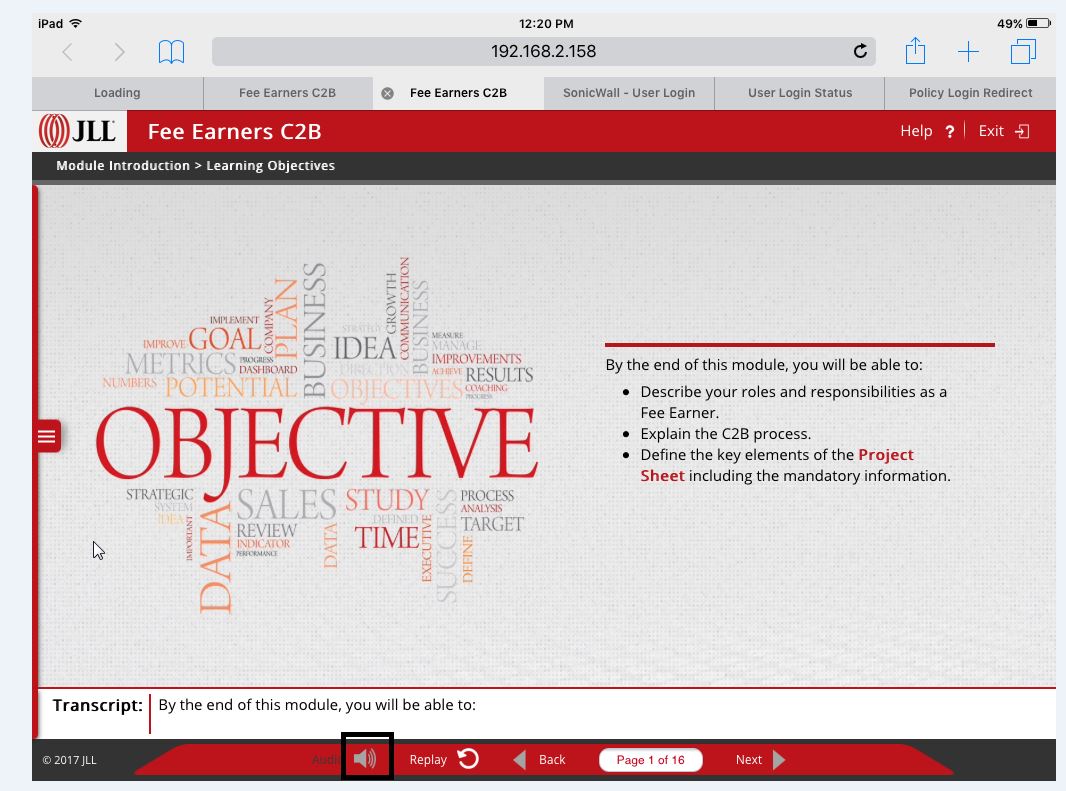 iPad 12:20 PM 49%
192.168.2.158
Loading Fee Earners C2B Fee Earners C2B SonicWall - User Login User Login Status Policy Login Redirect
JLL Fee Earners C2B Help ? Exit
Module Introduction > Learning Objectives
IMPLEMENT
IMPROVE
GOAL
COMPANY
PLAN
BUSINESS
STRATEGY
IDEA
GROWTH
COMMUNICATION
BUSINESS
MEASURE
MANAGE
IMPROVEMENTS
METRICS
PROGRESS
DASHBOARD
DIRECTION
ACHIEVE
RESULTS
NUMBERS
POTENTIAL
OBJECTIVES
COACHING
PROGRESS
OBJECTIVE
STRATEGIC
SYSTEM
IDEA
IMPORTANT
DATA
SALES
REVIEW
INDICATOR
PERFORMANCE
DATA
STUDY
DEFINED
TIME
EXECUTIVE
SUCCESS
PROCESS
ANALYSIS
TARGET
DEFINE
By the end of this module, you will be able to:
• Describe your roles and responsibilities as a
Fee Earner.
• Explain the C2B process.
• Define the key elements of the Project
Sheet including the mandatory information.
Transcript: By the end of this module, you will be able to:
© 2017 JLL Replay Back Page 1 of 16 Next